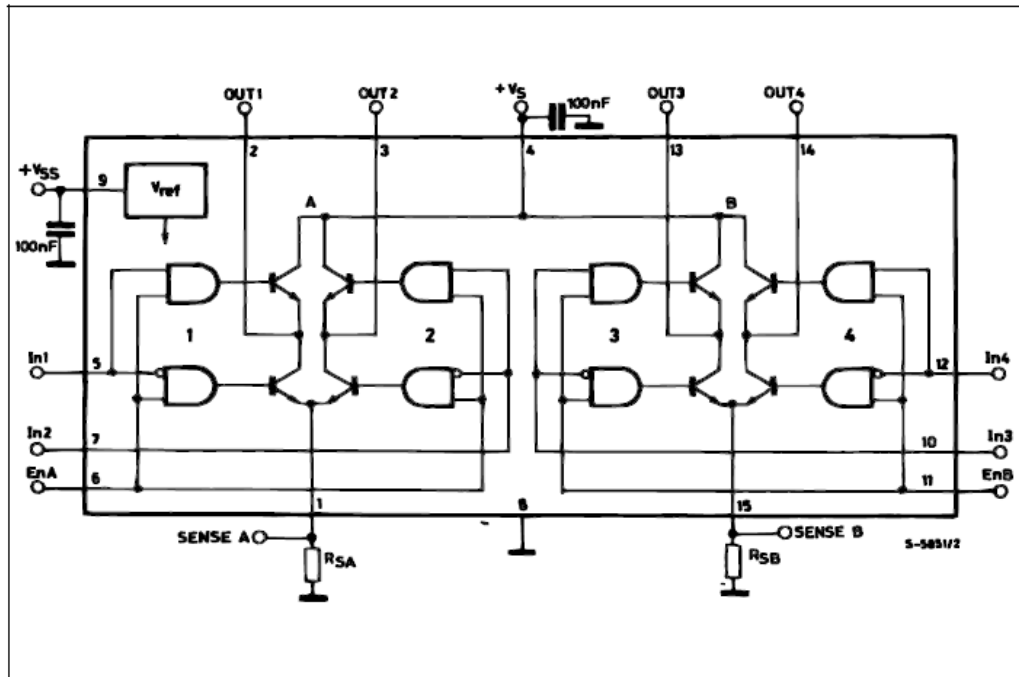 OUT1 OUT2 +VS 100nF OUT3 OUT4
2 3 4 13 14
+VSS 9 Vref A B
100nF
1 2 3 4
In1 5 12 In4
In2 7 10 In3
EnA 6 11 EnB
1 8 15
SENSE A SENSE B S-5851/2
RSA RSB